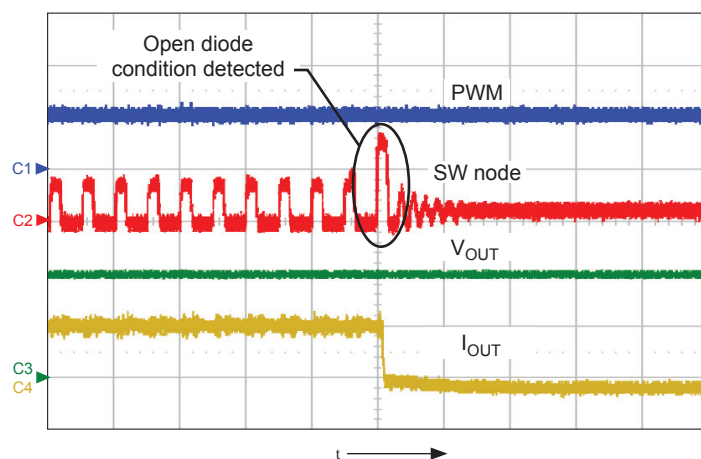 Open diode
condition detected
PWM
C1
SW node
C2
VOUT
IOUT
C3
C4
t